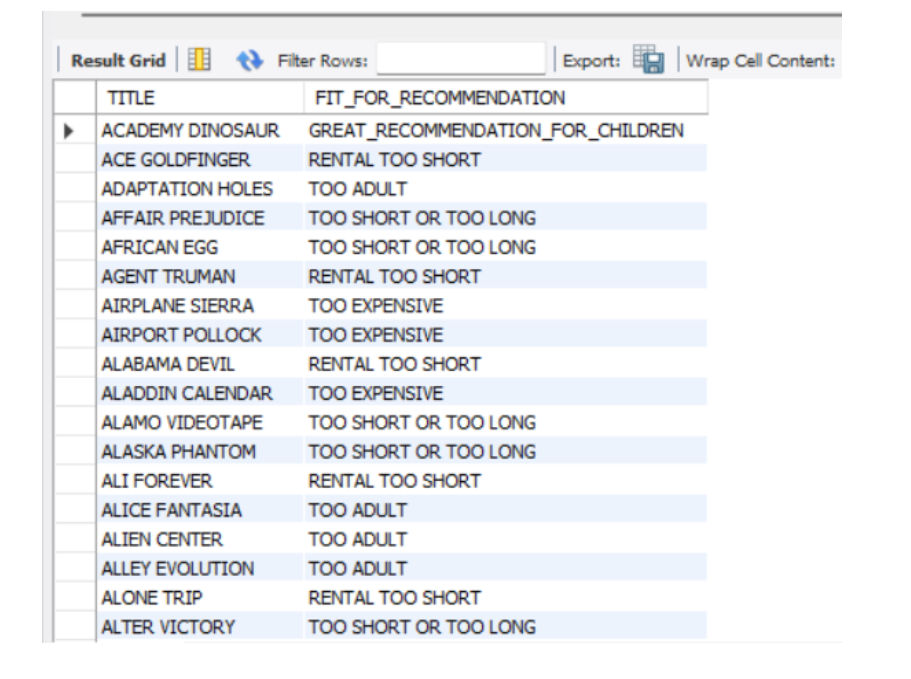 Result Grid Filter Rows: Export: Wrap Cell Content:
TITLE FIT_FOR_RECOMMENDATION
ACADEMY DINOSAUR GREAT_RECOMMENDATION_FOR_CHILDREN
ACE GOLDFINGER RENTAL TOO SHORT
ADAPTATION HOLES TOO ADULT
AFFAIR PREJUDICE TOO SHORT OR TOO LONG
AFRICAN EGG TOO SHORT OR TOO LONG
AGENT TRUMAN RENTAL TOO SHORT
AIRPLANE SIERRA TOO EXPENSIVE
AIRPORT POLLOCK TOO EXPENSIVE
ALABAMA DEVIL RENTAL TOO SHORT
ALADDIN CALENDAR TOO EXPENSIVE
ALAMO VIDEOTAPE TOO SHORT OR TOO LONG
ALASKA PHANTOM TOO SHORT OR TOO LONG
ALI FOREVER RENTAL TOO SHORT
ALICE FANTASIA TOO ADULT
ALIEN CENTER TOO ADULT
ALLEY EVOLUTION TOO ADULT
ALONE TRIP RENTAL TOO SHORT
ALTER VICTORY TOO SHORT OR TOO LONG